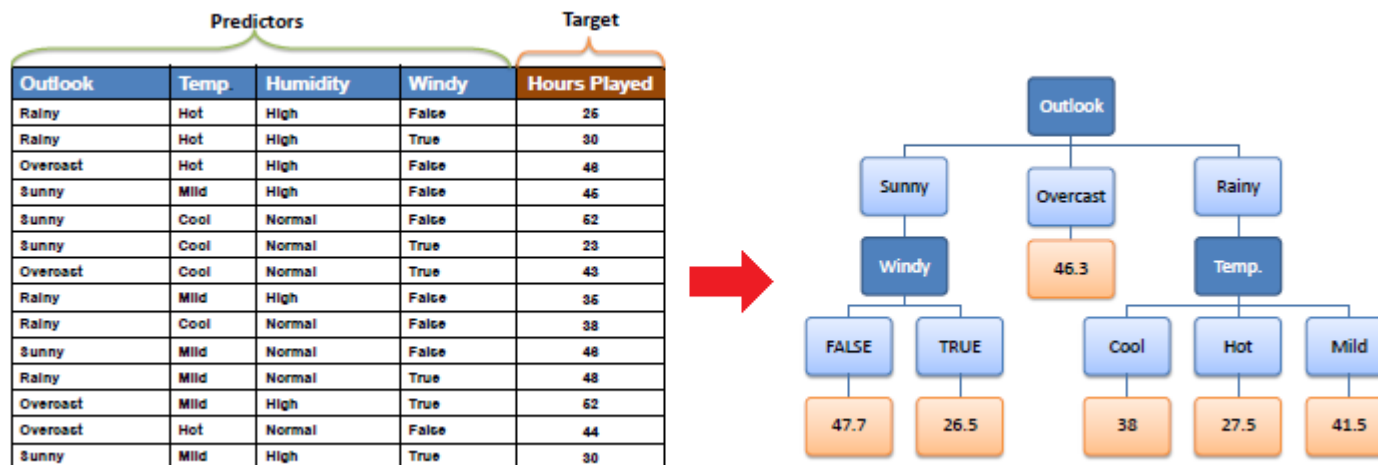 Predictors Target
Outlook Temp. Humidity Windy Hours Played
Rainy Hot High False 25
Rainy Hot High True 30
Overcast Hot High False 46
Sunny Mild High False 45
Sunny Cool Normal False 52
Sunny Cool Normal True 23
Overcast Cool Normal True 43
Rainy Mild High False 35
Rainy Cool Normal False 38
Sunny Mild Normal False 46
Rainy Mild Normal True 48
Overcast Mild High True 52
Overcast Hot Normal False 44
Sunny Mild High True 30
Outlook
Sunny Overcast Rainy
Windy 46.3 Temp.
FALSE TRUE Cool Hot Mild
47.7 26.5 38 27.5 41.5